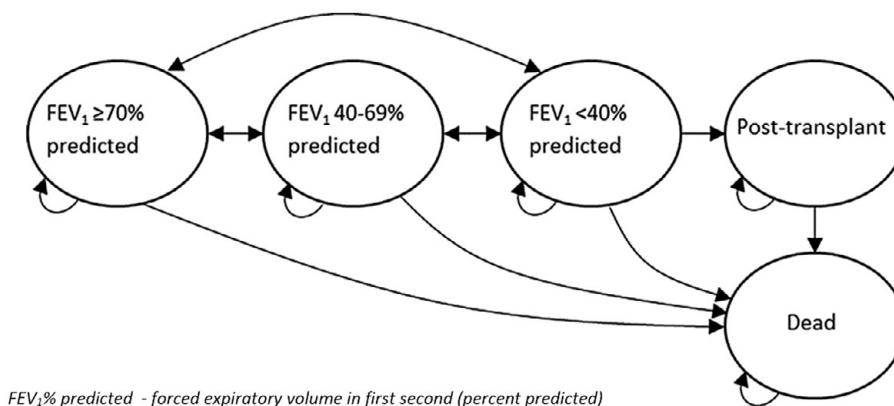 FEV₁ ≥70%
predicted
FEV₁ 40-69%
predicted
FEV₁ <40%
predicted
Post-transplant
Dead
FEV₁% predicted - forced expiratory volume in first second (percent predicted)